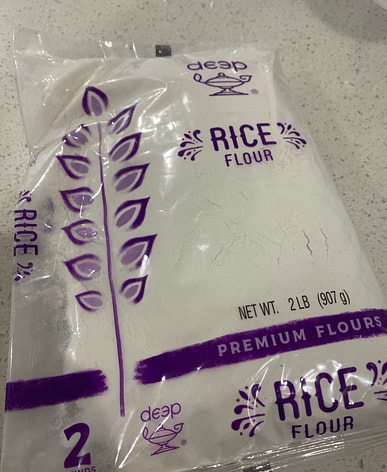 deep
®
RICE
FLOUR
RICE
NET WT. 2 LB (907 g)
PREMIUM FLOURS
RICE
FLOUR
deep
®
2